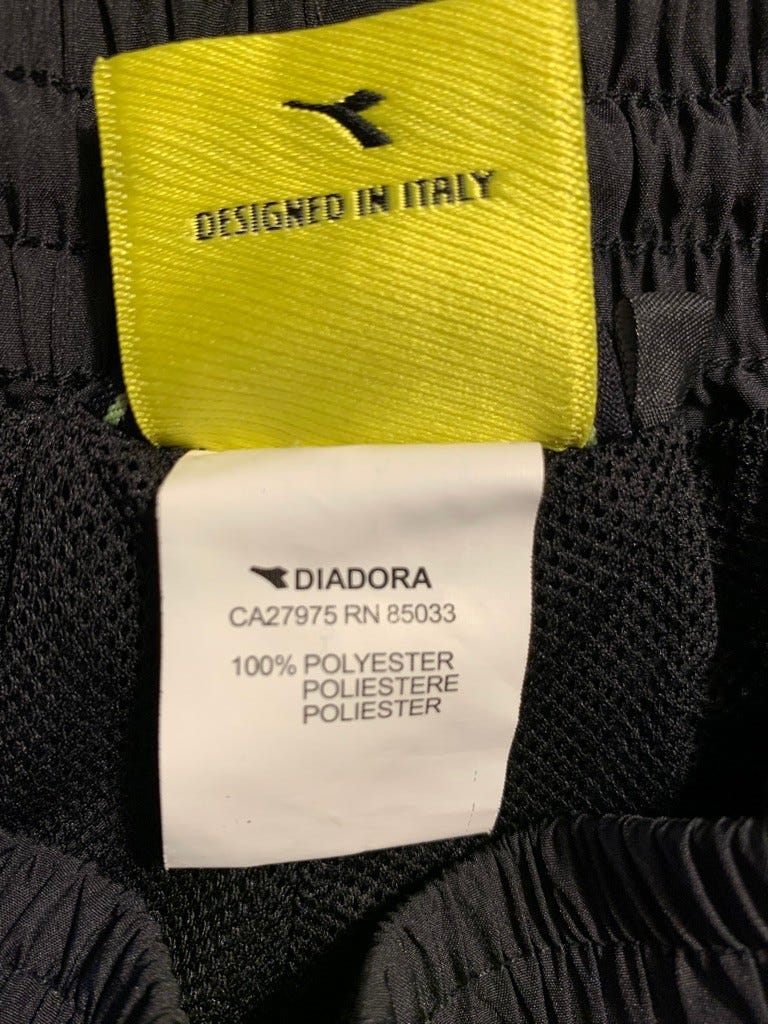 DESIGNED IN ITALY
DIADORA
CA27975 RN 85033
100% POLYESTER
POLIESTERE
POLIESTER